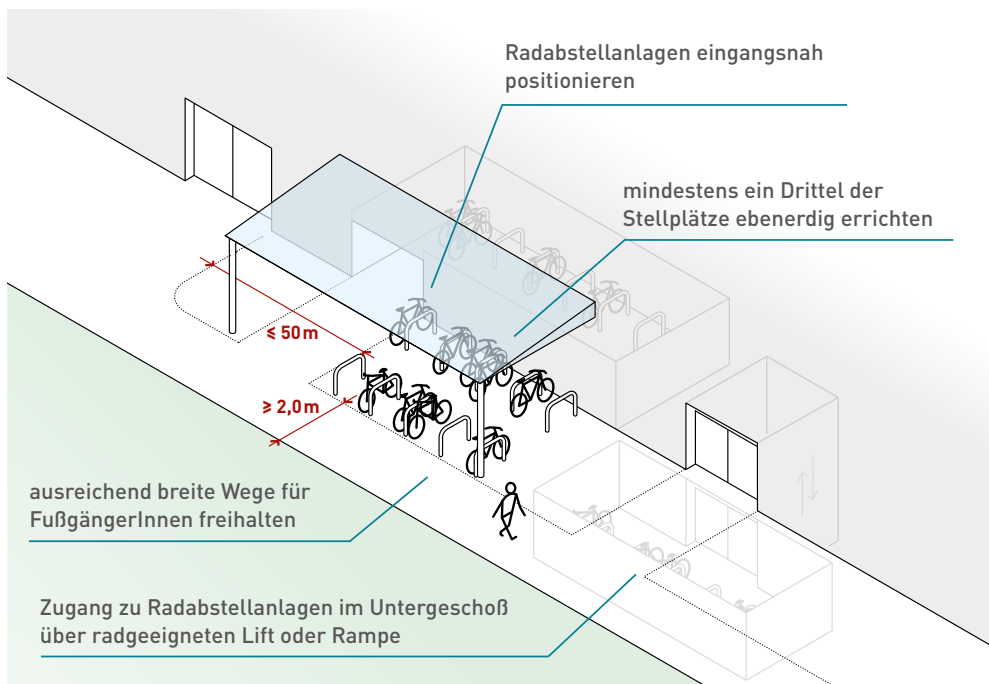 Radabstellanlagen eingangsnah
positionieren
mindestens ein Drittel der
Stellplätze ebenerdig errichten
≤ 50 m
≥ 2,0 m
ausreichend breite Wege für
FußgängerInnen freihalten
Zugang zu Radabstellanlagen im Untergeschoß
über radgeeigneten Lift oder Rampe